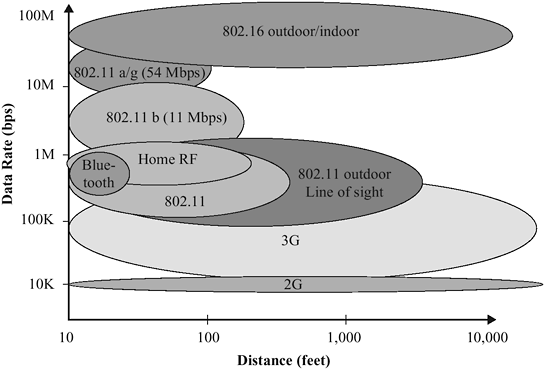 100M
802.16 outdoor/indoor
802.11 a/g (54 Mbps)
10M
802.11 b (11 Mbps)
Data Rate (bps)
1M
Home RF
Blue-
tooth
802.11 outdoor
Line of sight
802.11
100K
3G
10K
2G
10
100
1,000
10,000
Distance (feet)